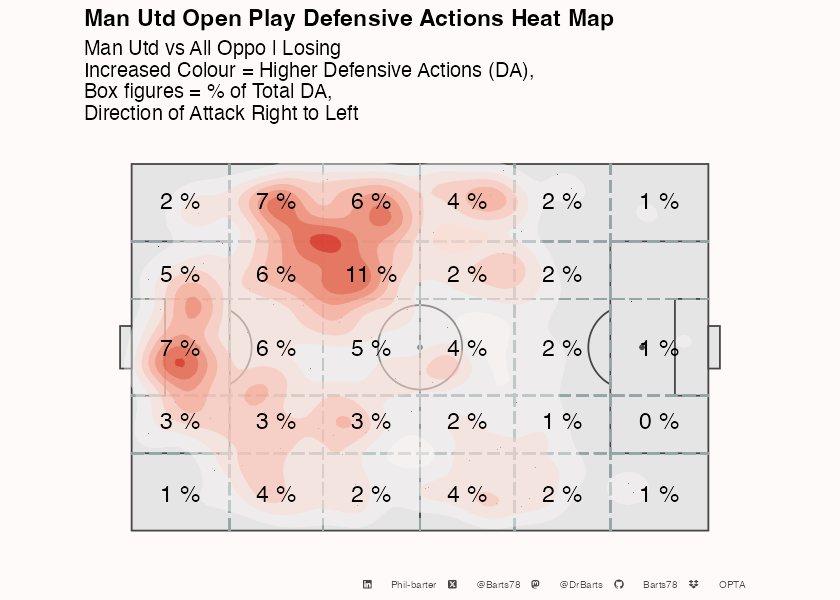 Man Utd Open Play Defensive Actions Heat Map
Man Utd vs All Oppo | Losing
Increased Colour = Higher Defensive Actions (DA),
Box figures = % of Total DA,
Direction of Attack Right to Left
2 % 7 % 6 % 4 % 2 % 1 %
5 % 6 % 11 % 2 % 2 %
7 % 6 % 5 % 4 % 2 % 1 %
3 % 3 % 3 % 2 % 1 % 0 %
1 % 4 % 2 % 4 % 2 % 1 %
Phil-barter @Barts78 @DrBarts Barts78 OPTA